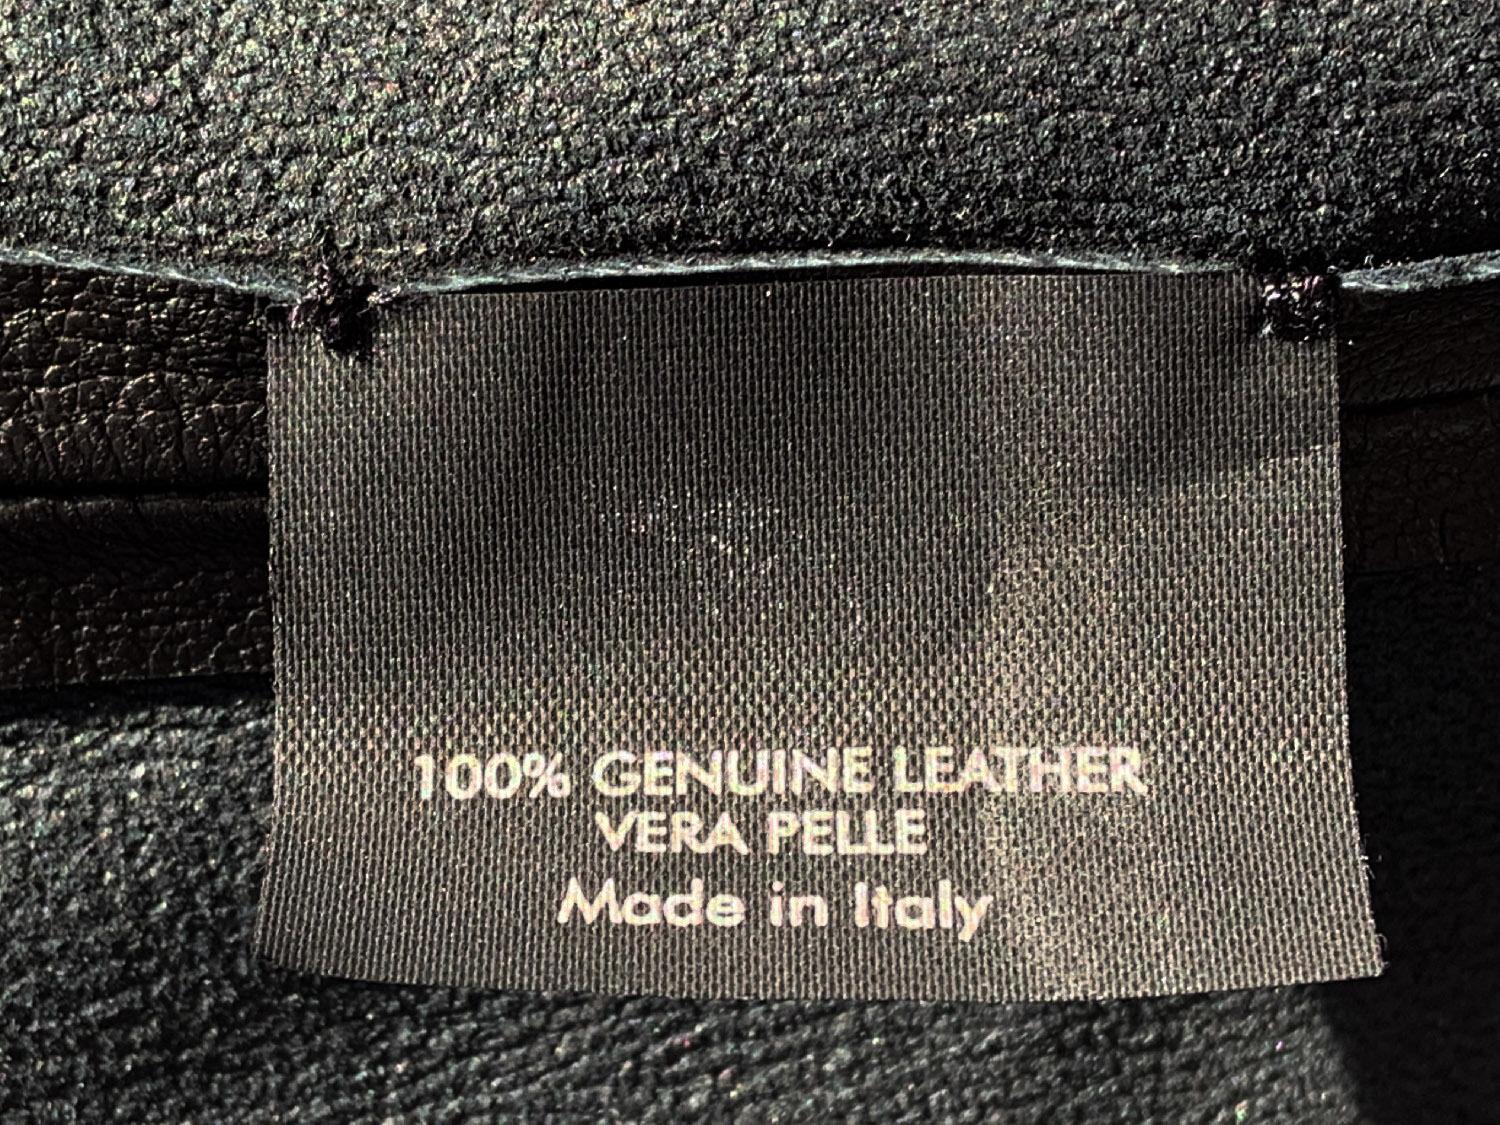 100% GENUINE LEATHER
VERA PELLE
Made in Italy